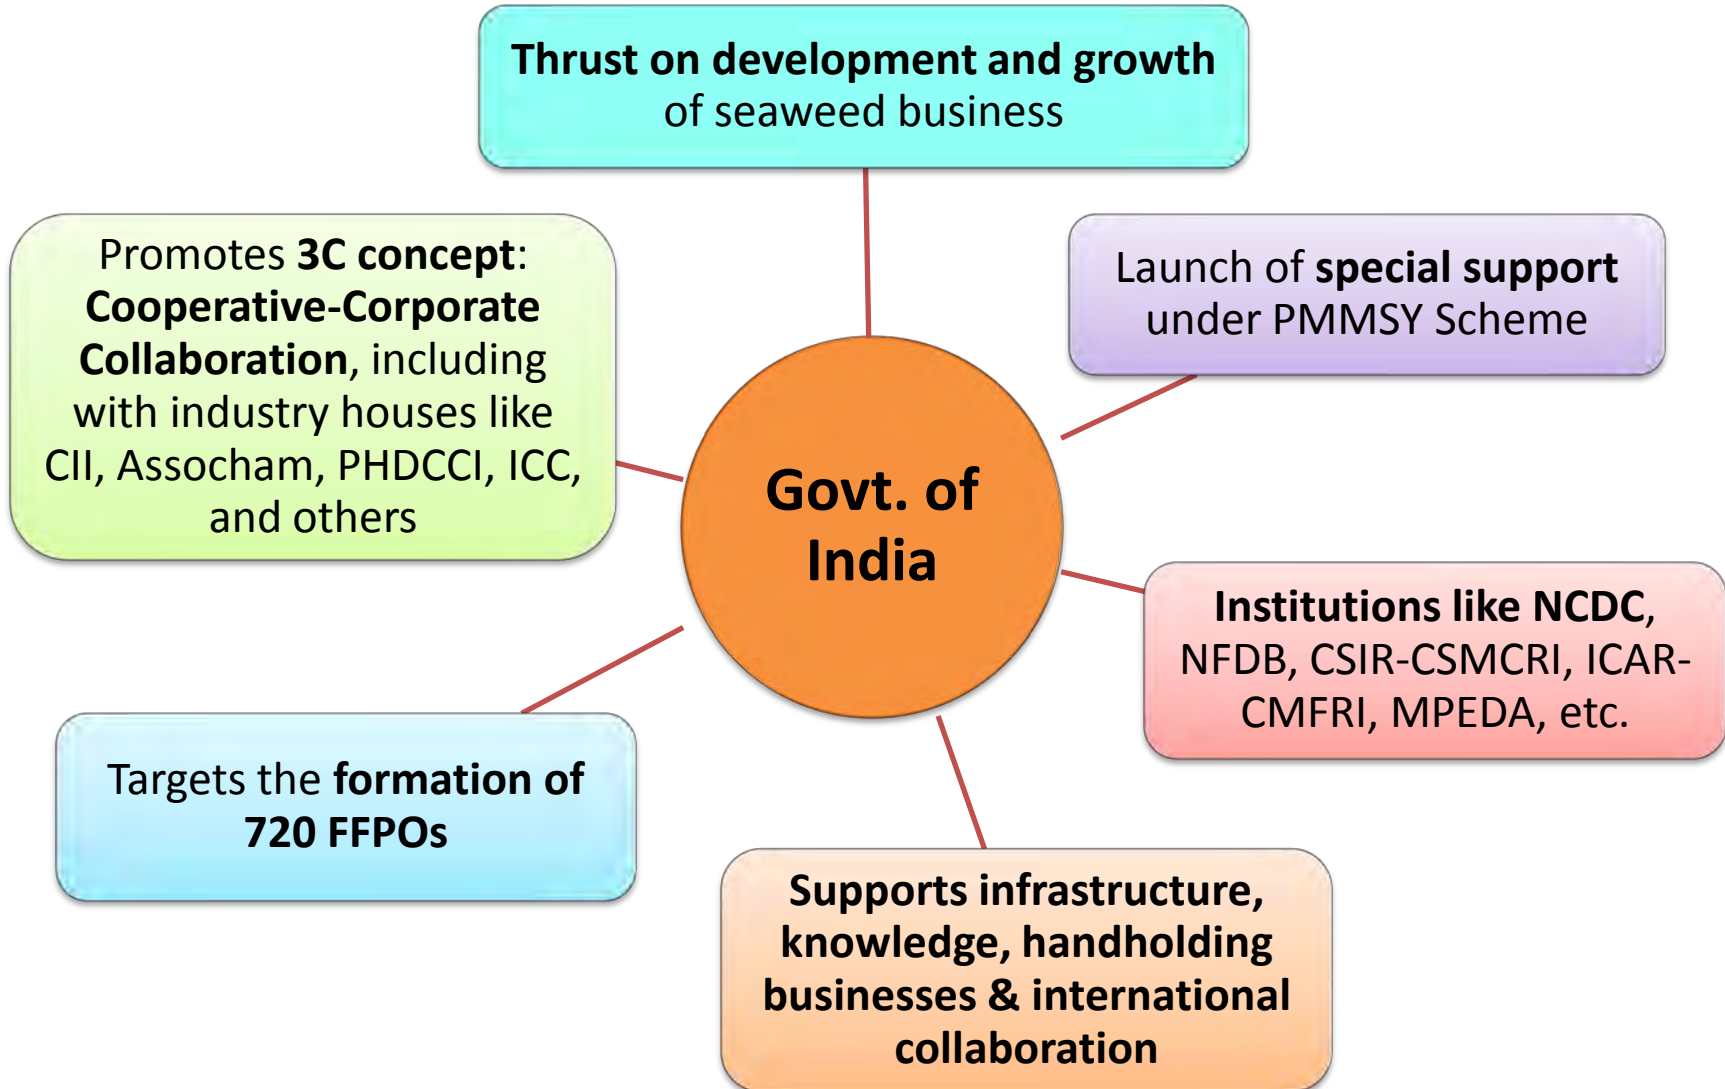 Thrust on development and growth
of seaweed business
Promotes 3C concept:
Cooperative-Corporate
Collaboration, including
with industry houses like
CII, Assocham, PHDCCI, ICC,
and others
Launch of special support
under PMMSY Scheme
Govt. of
India
Institutions like NCDC,
NFDB, CSIR-CSMCRI, ICAR-
CMFRI, MPEDA, etc.
Targets the formation of
720 FFPOs
Supports infrastructure,
knowledge, handholding
businesses & international
collaboration